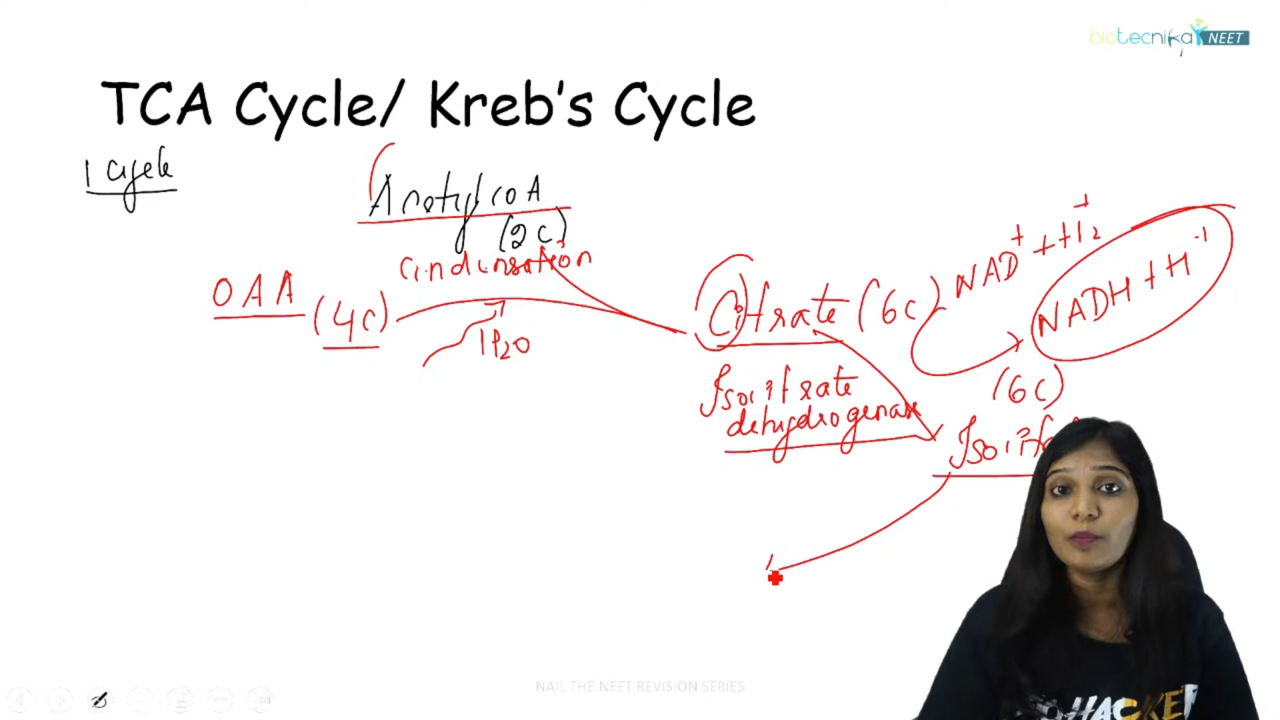 biotecnika NEET
TCA Cycle/ Kreb's Cycle
1 cycle
Acetyl coA
(2c)
condensation
OAA (4c)
H2O
Citrate (6c)
NAD+ + H2+
NADH + H+
(6c)
Isocitrate
dehydrogenase
NAIL THE NEET REVISION SERIES
HACKER